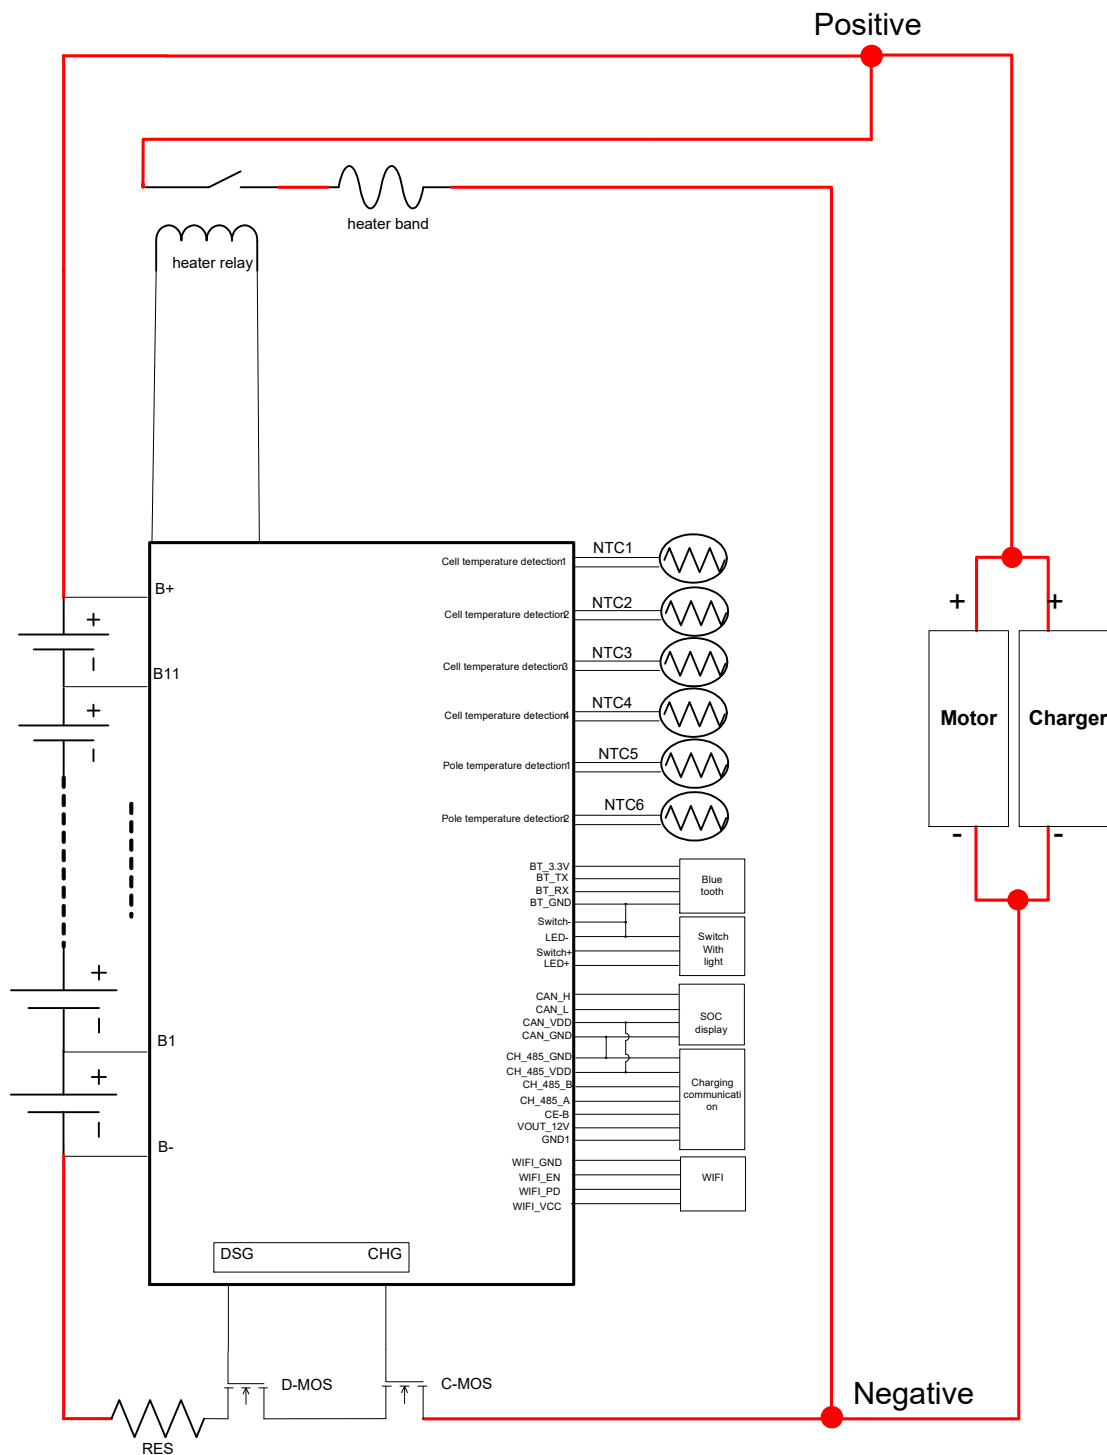 Positive
heater band
heater relay
B+
+
B11
+
+
B1
+
B-
Cell temperature detection1
NTC1
Cell temperature detection2
NTC2
Cell temperature detection3
NTC3
Cell temperature detection4
NTC4
Pole temperature detection1
NTC5
Pole temperature detection2
NTC6
+ +
Motor Charger
- -
BT_3.3V
BT_TX
BT_RX
BT_GND
Blue
tooth
Switch-
LED-
Switch+
LED+
Switch
With
light
CAN_H
CAN_L
CAN_VDD
CAN_GND
SOC
display
CH_485_GND
CH_485_VDD
CH_485_B
CH_485_A
CE-B
VOUT_12V
GND1
Charging
communicati
on
WIFI_GND
WIFI_EN
WIFI_PD
WIFI_VCC
WIFI
DSG CHG
D-MOS
C-MOS
RES
Negative